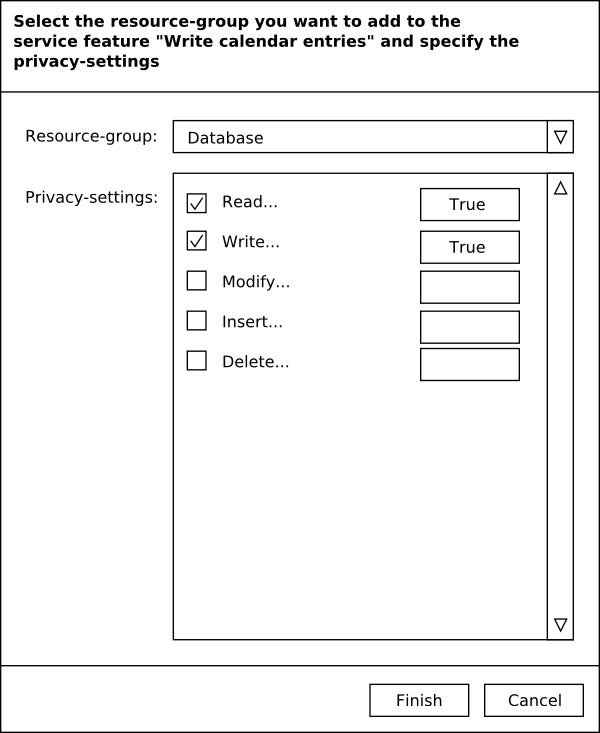 Select the resource-group you want to add to the
service feature "Write calendar entries" and specify the
privacy-settings
Resource-group: Database
Privacy-settings:
Read... True
Write... True
Modify...
Insert...
Delete...
Finish Cancel